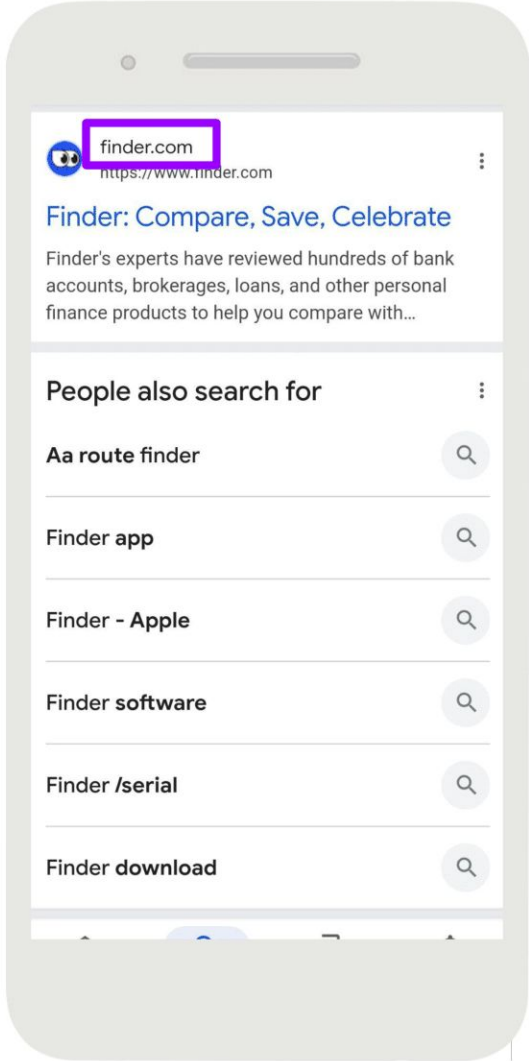 finder.com
https://www.finder.com
Finder: Compare, Save, Celebrate
Finder's experts have reviewed hundreds of bank
accounts, brokerages, loans, and other personal
finance products to help you compare with...
People also search for
Aa route finder
Finder app
Finder - Apple
Finder software
Finder /serial
Finder download